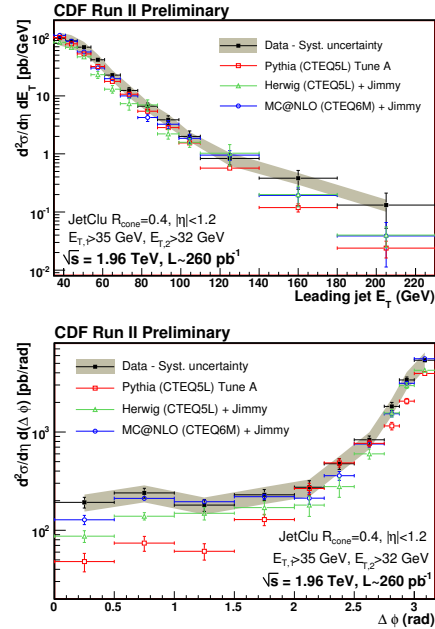 CDF Run II Preliminary
d²σ/dη dE_T [pb/GeV]
10²
10
1
10⁻¹
10⁻²
Data - Syst. uncertainty
Pythia (CTEQ5L) Tune A
Herwig (CTEQ5L) + Jimmy
MC@NLO (CTEQ6M) + Jimmy
JetClu R_cone=0.4, |η|<1.2
E_T,1>35 GeV, E_T,2>32 GeV
√s = 1.96 TeV, L~260 pb⁻¹
40 60 80 100 120 140 160 180 200 220
Leading jet E_T (GeV)
CDF Run II Preliminary
d²σ/dη d(Δ φ) [pb/rad]
10³
10²
Data - Syst. uncertainty
Pythia (CTEQ5L) Tune A
Herwig (CTEQ5L) + Jimmy
MC@NLO (CTEQ6M) + Jimmy
JetClu R_cone=0.4, |η|<1.2
E_T,1>35 GeV, E_T,2>32 GeV
√s = 1.96 TeV, L~260 pb⁻¹
0 0.5 1 1.5 2 2.5 3
Δ φ (rad)